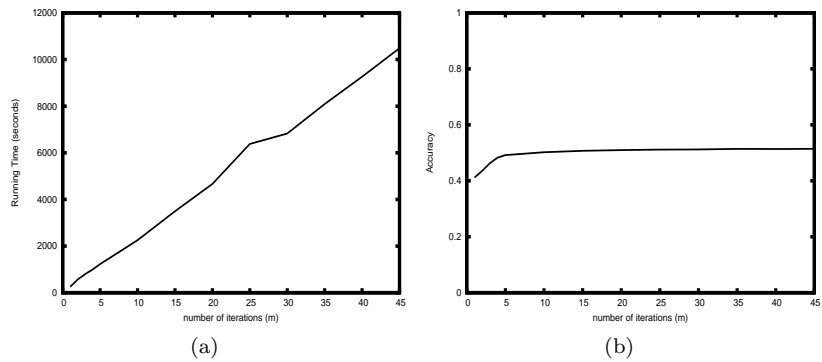 12000
10000
8000
6000
4000
2000
0
Running Time (seconds)
0 5 10 15 20 25 30 35 40 45
number of iterations (m)
(a)
1
0.8
0.6
0.4
0.2
0
Accuracy
0 5 10 15 20 25 30 35 40 45
number of iterations (m)
(b)